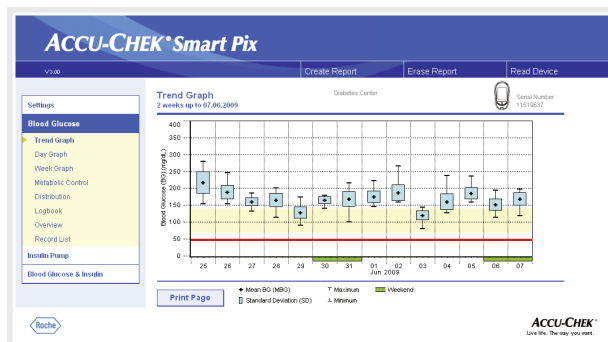 ACCU-CHEK® Smart Pix
V3.00
Create Report
Erase Report
Read Device
Settings
Blood Glucose
Trend Graph
Day Graph
Week Graph
Metabolic Control
Distribution
Logbook
Overview
Record List
Insulin Pump
Blood Glucose & Insulin
Trend Graph
2 weeks up to 07.06.2009
Diabetes Center
Serial Number
11519637
Blood Glucose (BG) (mg/dL)
400
350
300
250
200
150
100
50
0
25 26 27 28 29 30 31 01 02 03 04 05 06 07
Jun 2009
Print Page
Mean BG (MBG)
Standard Deviation (SD)
Maximum
Minimum
Weekend
Roche
ACCU-CHEK®
Live life. The way you want.